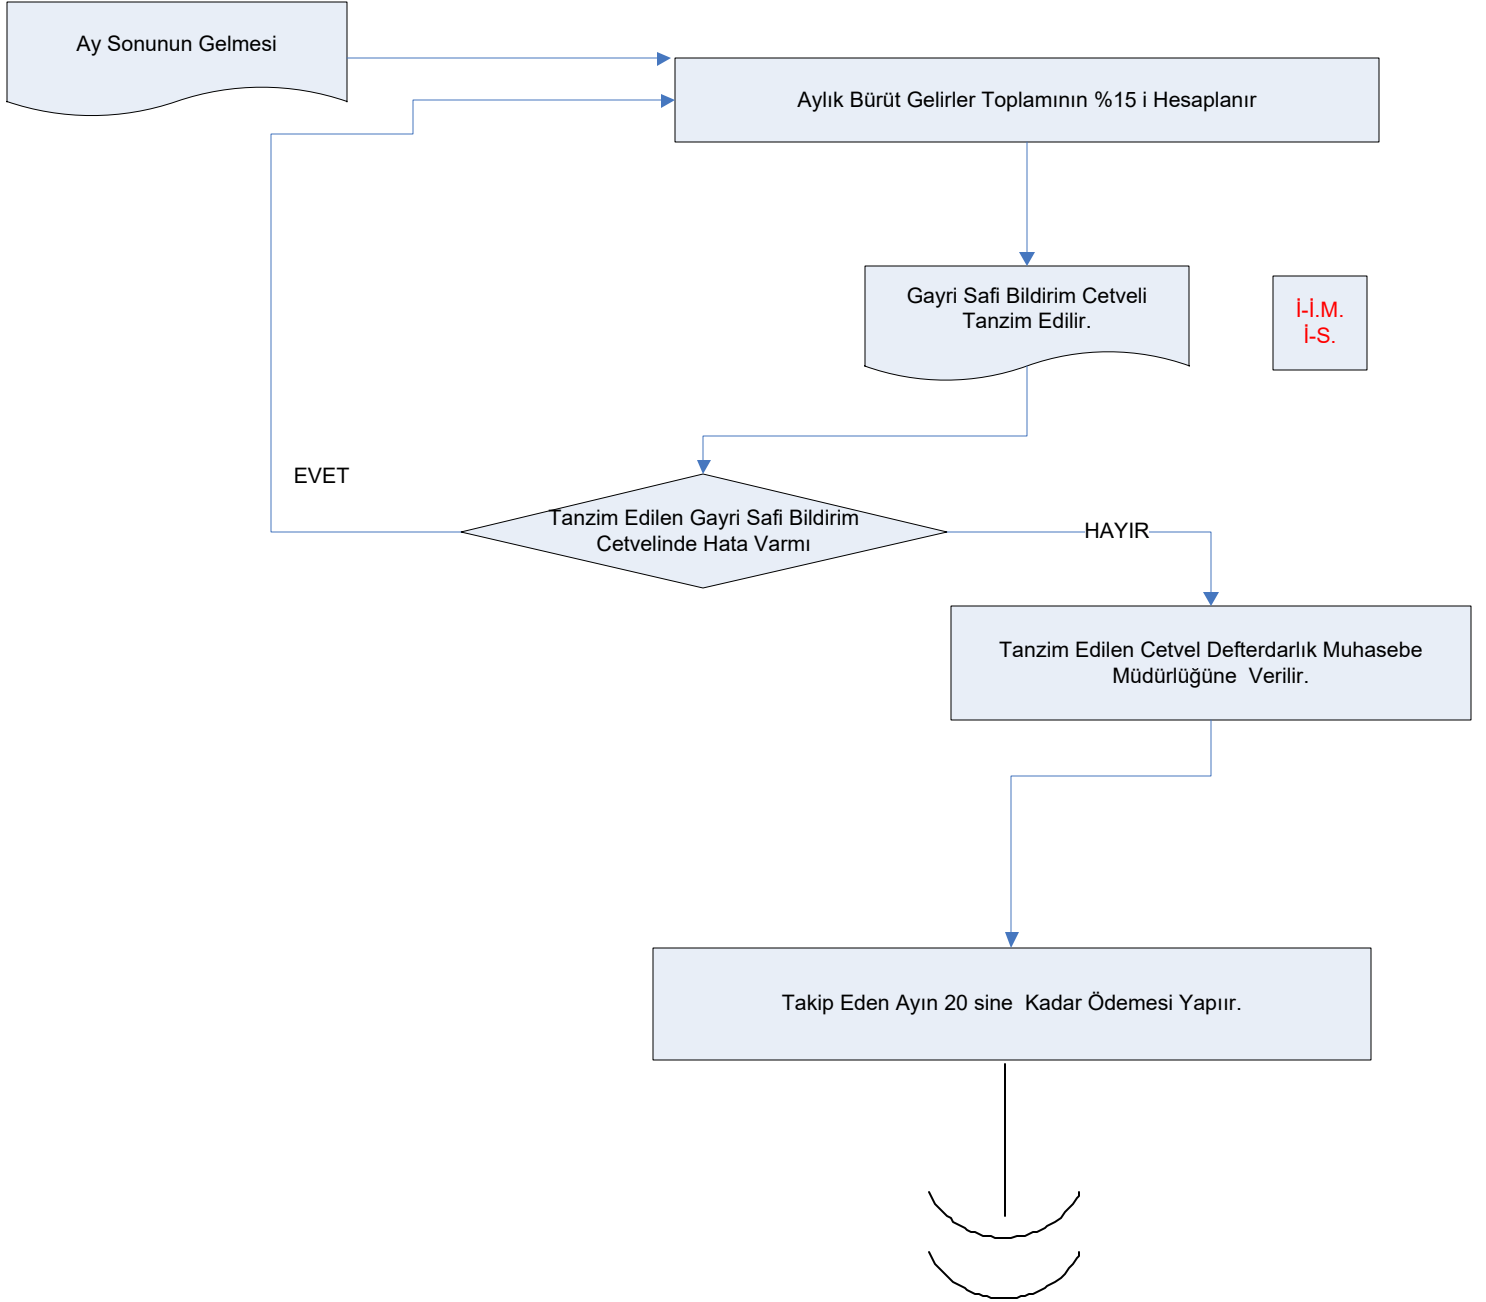 Ay Sonunun Gelmesi
Aylık Bürüt Gelirler Toplamının %15 i Hesaplanır
Gayri Safi Bildirim Cetveli
Tanzim Edilir.
İ-İ.M.
İ-S.
EVET
Tanzim Edilen Gayri Safi Bildirim
Cetvelinde Hata Varmı
HAYIR
Tanzim Edilen Cetvel Defterdarlık Muhasebe
Müdürlüğüne  Verilir.
Takip Eden Ayın 20 sine  Kadar Ödemesi Yapıır.